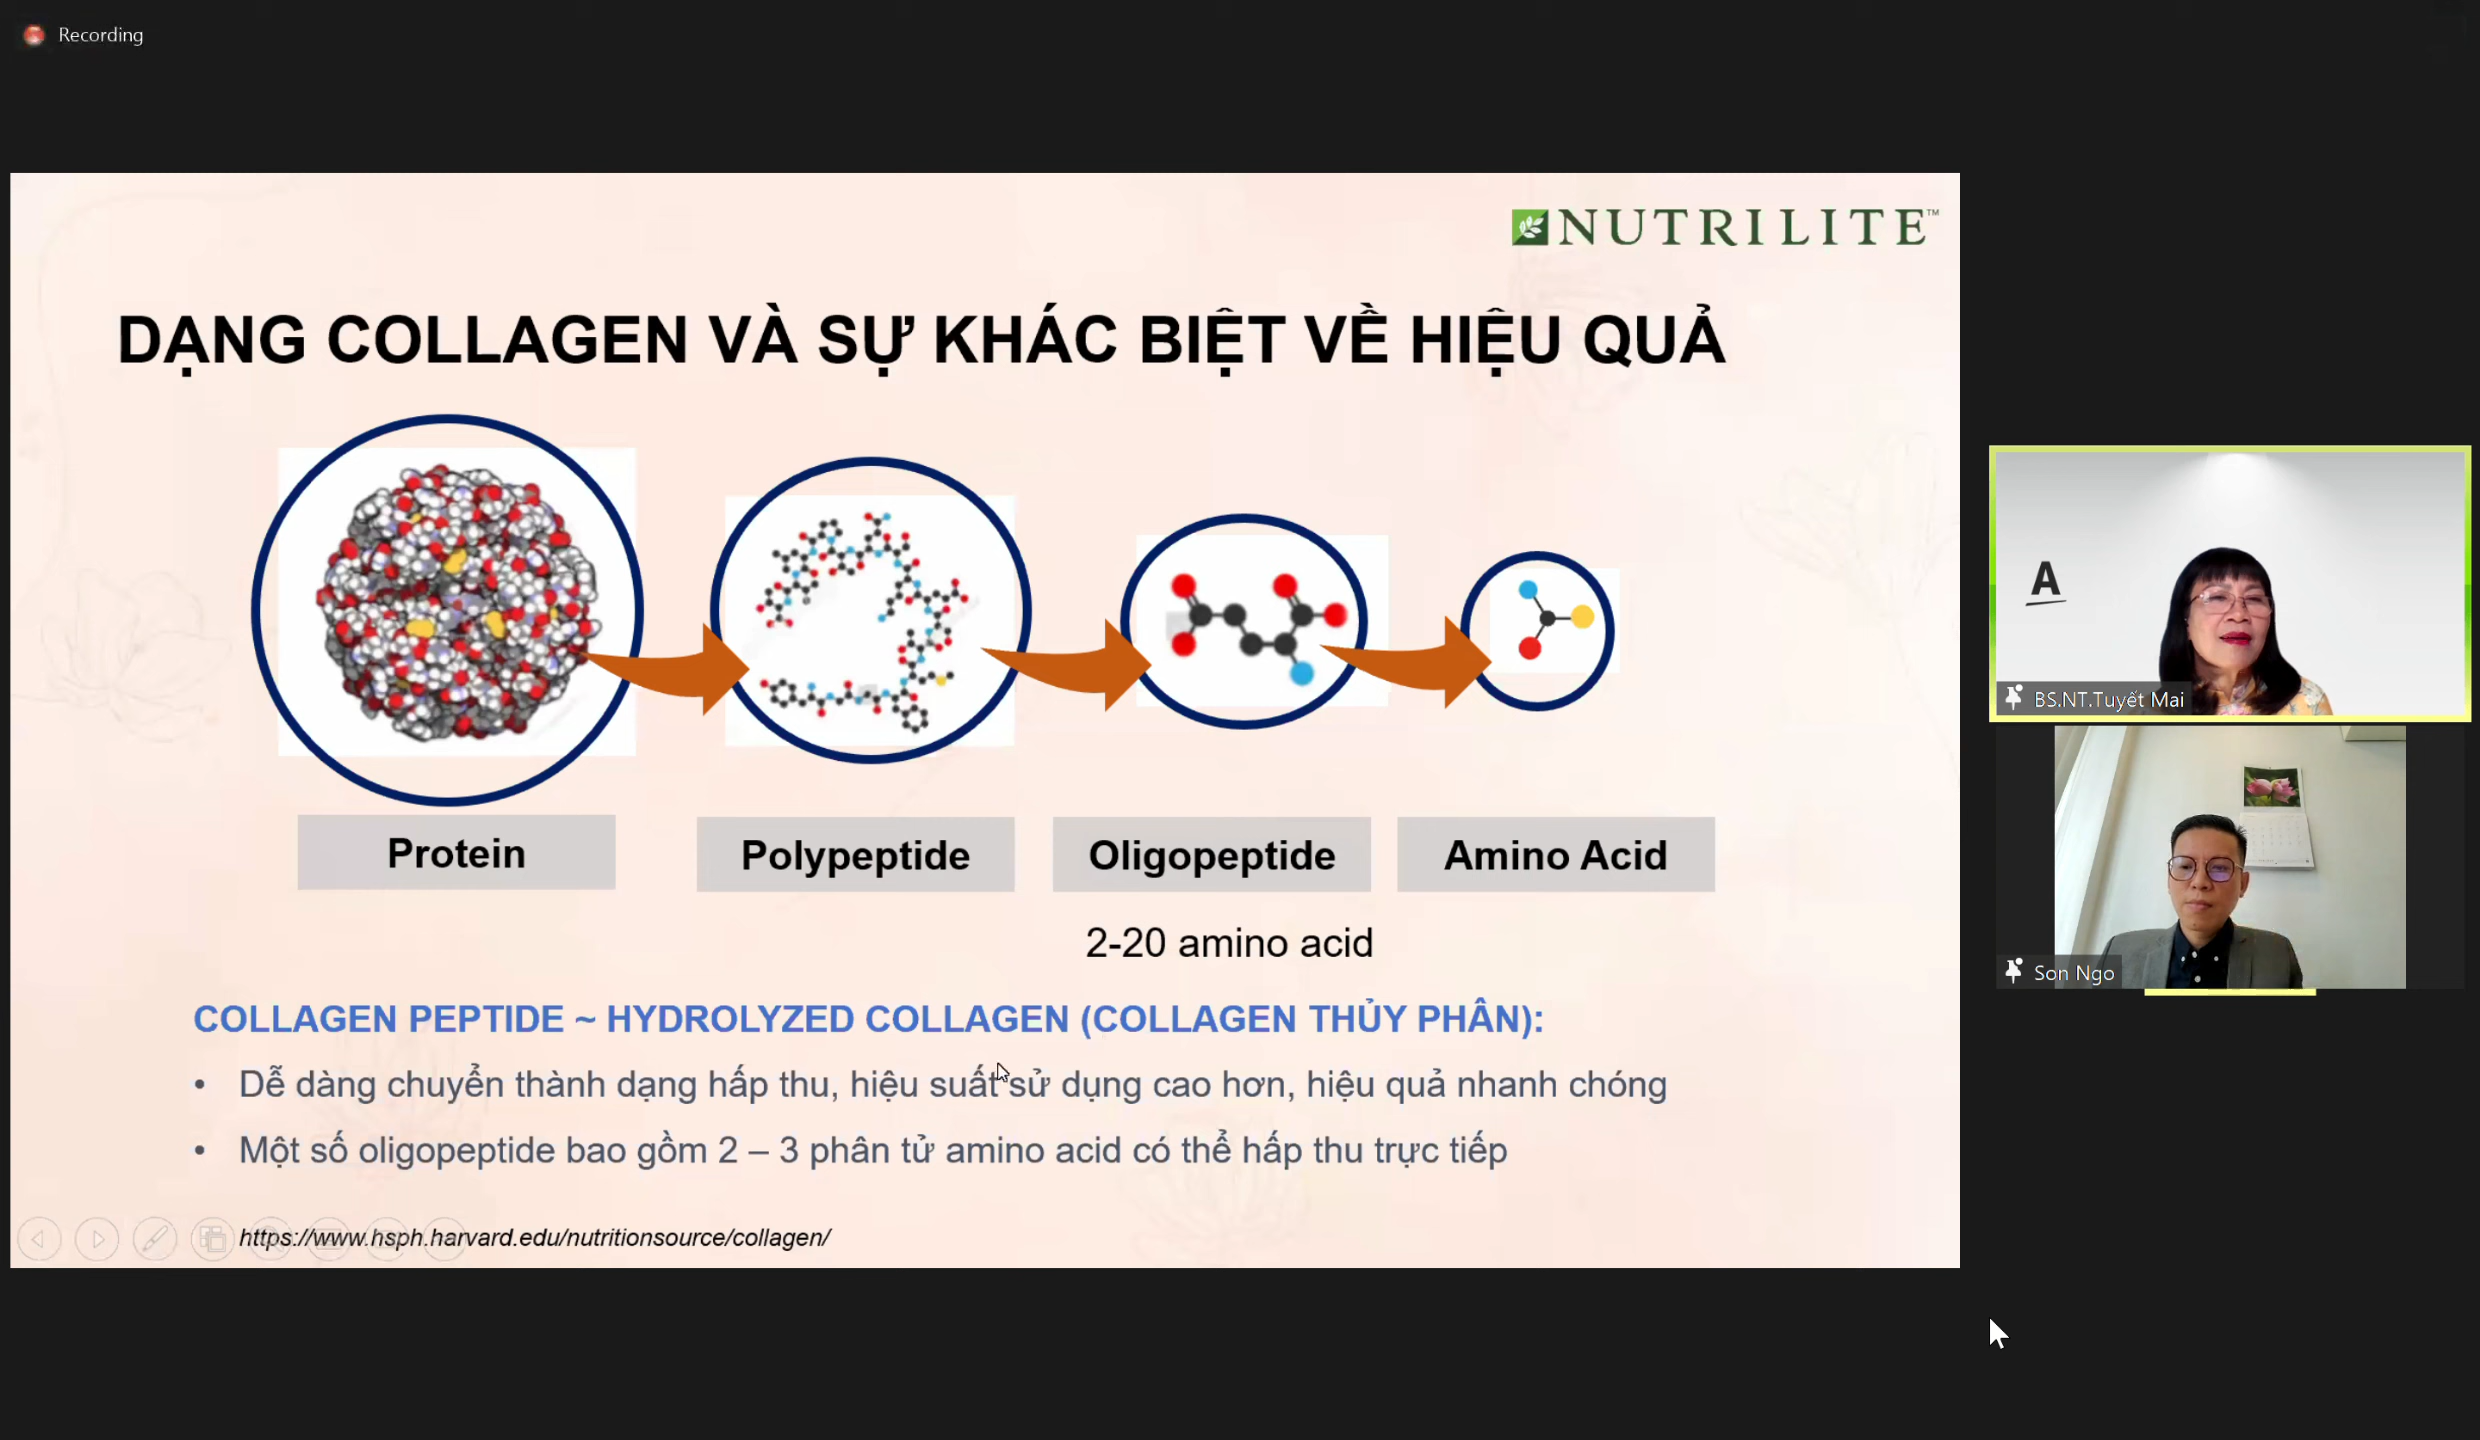 Recording
NUTRILITE™
DẠNG COLLAGEN VÀ SỰ KHÁC BIỆT VỀ HIỆU QUẢ
Protein
Polypeptide
Oligopeptide
Amino Acid
2-20 amino acid
COLLAGEN PEPTIDE ~ HYDROLYZED COLLAGEN (COLLAGEN THỦY PHÂN):
• Dễ dàng chuyển thành dạng hấp thu, hiệu suất sử dụng cao hơn, hiệu quả nhanh chóng
• Một số oligopeptide bao gồm 2 – 3 phân tử amino acid có thể hấp thu trực tiếp
https://www.hsph.harvard.edu/nutritionsource/collagen/
A
BS.NT.Tuyết Mai
Son Ngo